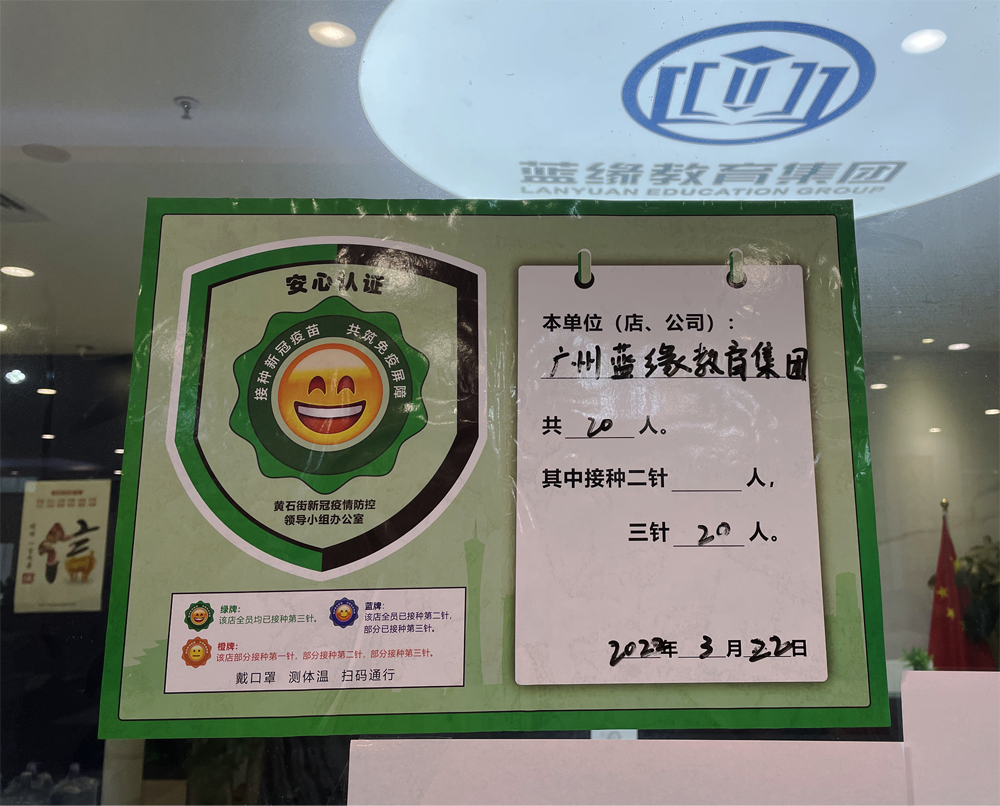 蓝缘教育集团
LANYUAN EDUCATION GROUP
安心认证
接种新冠疫苗 共筑免疫屏障
黄石街新冠疫情防控
领导小组办公室
绿牌:
该店全员均已接种第三针。
蓝牌:
该店全员已接种第二针,
部分已接种第三针。
橙牌:
该店部分接种第一针, 部分接种第二针, 部分接种第三针。
戴口罩 测体温 扫码通行
本单位(店、公司):
广州蓝缘教育集团
共 20 人。
其中接种二针 人,
三针 20 人。
2022年 3 月 22日